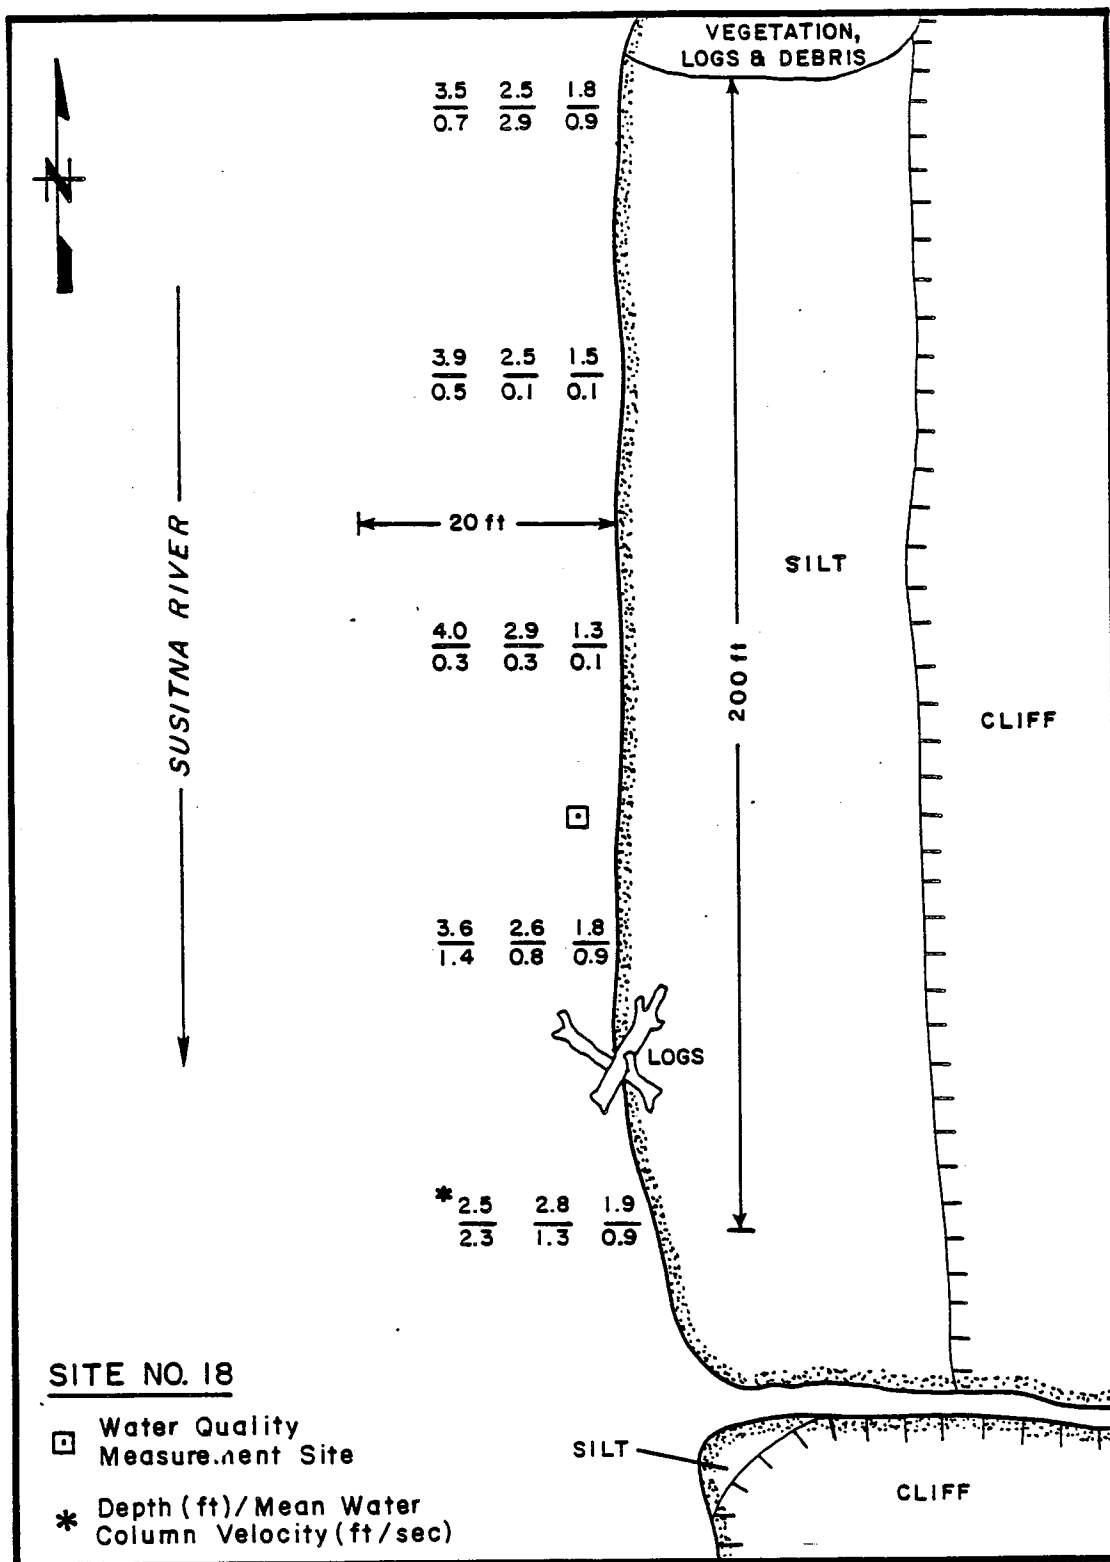 VEGETATION,
LOGS & DEBRIS
3.5 2.5 1.8
0.7 2.9 0.9
N
3.9 2.5 1.5
0.5 0.1 0.1
20 ft
SILT
SUSITNA RIVER
4.0 2.9 1.3
0.3 0.3 0.1
200 ft
CLIFF
3.6 2.6 1.8
1.4 0.8 0.9
LOGS
* 2.5 2.8 1.9
2.3 1.3 0.9
SITE NO. 18
Water Quality
Measurement Site
* Depth (ft)/Mean Water
Column Velocity (ft/sec)
SILT
CLIFF